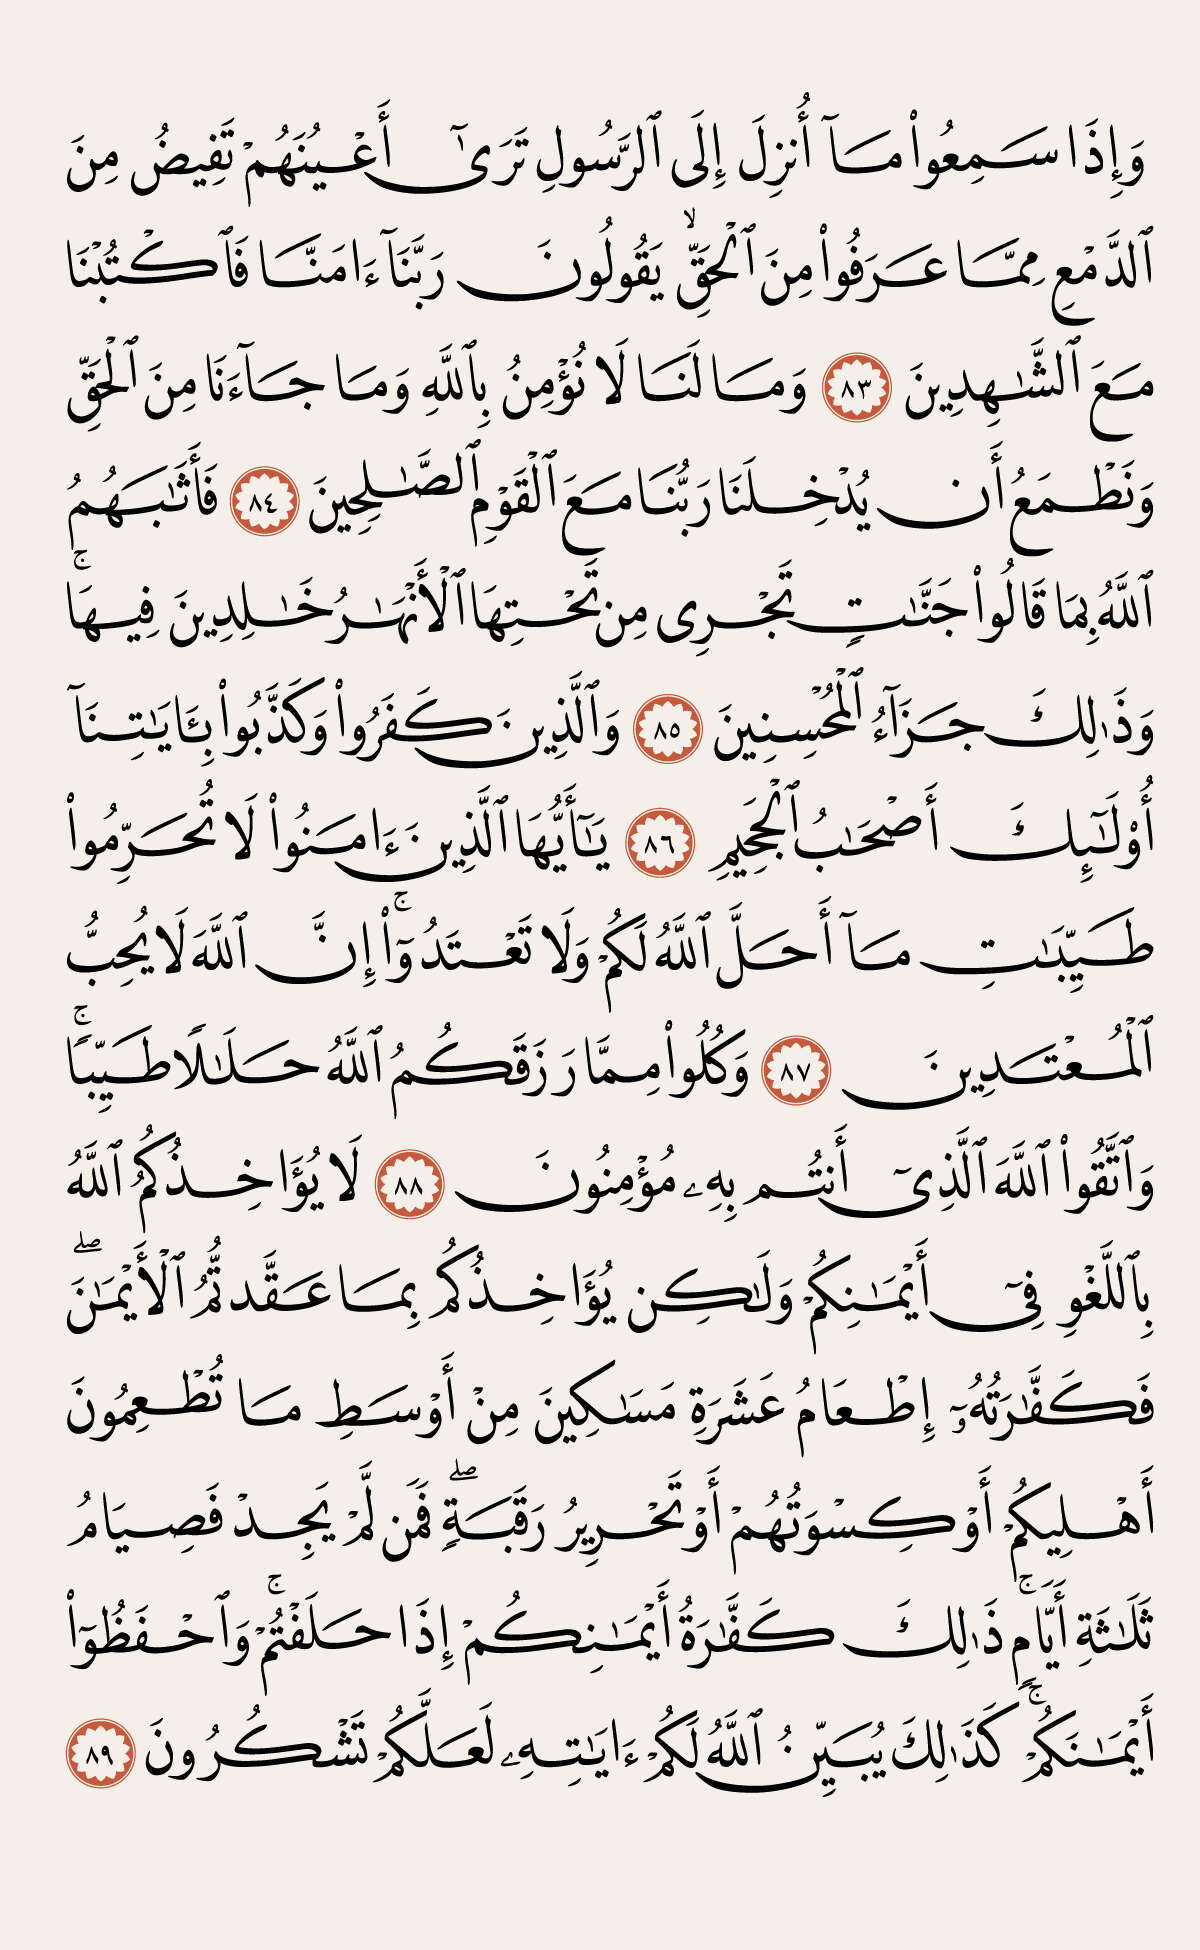 وَإِذَا سَمِعُوا۟ مَآ أُنزِلَ إِلَى ٱلرَّسُولِ تَرَىٰٓ أَعْيُنَهُمْ تَفِيضُ مِنَ
ٱلدَّمْعِ مِمَّا عَرَفُوا۟ مِنَ ٱلْحَقِّ ۙ يَقُولُونَ رَبَّنَآ ءَامَنَّا فَٱكْتُبْنَا
مَعَ ٱلشَّٰهِدِينَ ٨٣ وَمَا لَنَا لَا نُؤْمِنُ بِٱللَّهِ وَمَا جَآءَنَا مِنَ ٱلْحَقِّ
وَنَطْمَعُ أَن يُدْخِلَنَا رَبُّنَا مَعَ ٱلْقَوْمِ ٱلصَّٰلِحِينَ ٨٤ فَأَثَٰبَهُمُ
ٱللَّهُ بِمَا قَالُوا۟ جَنَّٰتٍ تَجْرِى مِن تَحْتِهَا ٱلْأَنْهَٰرُ خَٰلِدِينَ فِيهَا ۚ
وَذَٰلِكَ جَزَآءُ ٱلْمُحْسِنِينَ ٨٥ وَٱلَّذِينَ كَفَرُوا۟ وَكَذَّبُوا۟ بِـَٔايَٰتِنَآ
أُو۟لَٰٓئِكَ أَصْحَٰبُ ٱلْجَحِيمِ ٨٦ يَٰٓأَيُّهَا ٱلَّذِينَ ءَامَنُوا۟ لَا تُحَرِّمُوا۟
طَيِّبَٰتِ مَآ أَحَلَّ ٱللَّهُ لَكُمْ وَلَا تَعْتَدُوٓا۟ ۚ إِنَّ ٱللَّهَ لَا يُحِبُّ
ٱلْمُعْتَدِينَ ٨٧ وَكُلُوا۟ مِمَّا رَزَقَكُمُ ٱللَّهُ حَلَٰلًا طَيِّبًا ۚ
وَٱتَّقُوا۟ ٱللَّهَ ٱلَّذِىٓ أَنتُم بِهِۦ مُؤْمِنُونَ ٨٨ لَا يُؤَاخِذُكُمُ ٱللَّهُ
بِٱللَّغْوِ فِىٓ أَيْمَٰنِكُمْ وَلَٰكِن يُؤَاخِذُكُم بِمَا عَقَّدتُّمُ ٱلْأَيْمَٰنَ ۖ
فَكَفَّٰرَتُهُۥٓ إِطْعَامُ عَشَرَةِ مَسَٰكِينَ مِنْ أَوْسَطِ مَا تُطْعِمُونَ
أَهْلِيكُمْ أَوْ كِسْوَتُهُمْ أَوْ تَحْرِيرُ رَقَبَةٍ ۖ فَمَن لَّمْ يَجِدْ فَصِيَامُ
ثَلَٰثَةِ أَيَّامٍ ۚ ذَٰلِكَ كَفَّٰرَةُ أَيْمَٰنِكُمْ إِذَا حَلَفْتُمْ ۚ وَٱحْفَظُوٓا۟
أَيْمَٰنَكُمْ ۚ كَذَٰلِكَ يُبَيِّنُ ٱللَّهُ لَكُمْ ءَايَٰتِهِۦ لَعَلَّكُمْ تَشْكُرُونَ ٨٩